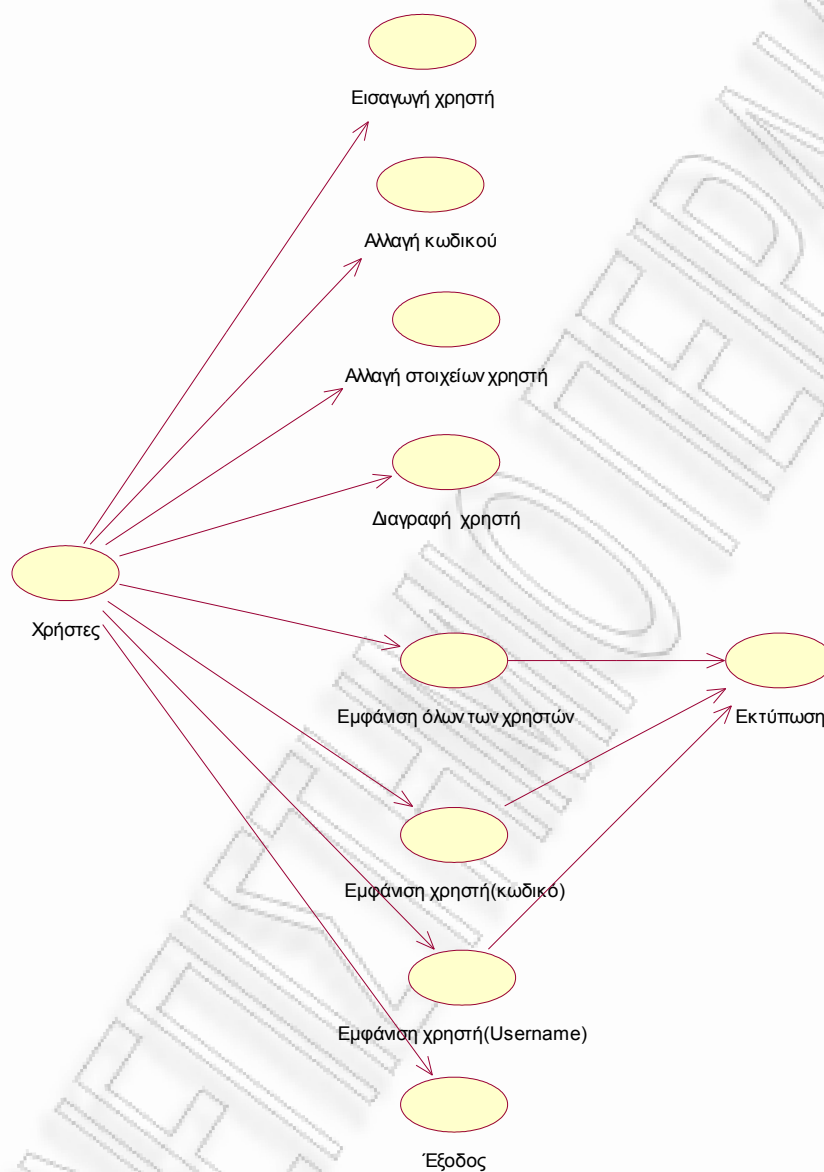 Εισαγωγή χρηστή
Αλλαγή κωδικού
Αλλαγή στοιχείων χρηστή
Διαγραφή χρηστή
Χρήστες
Εμφάνιση όλων των χρηστών
Εκτύπωση
Εμφάνιση χρηστή(κωδικό)
Εμφάνιση χρηστή(Username)
Έξοδος